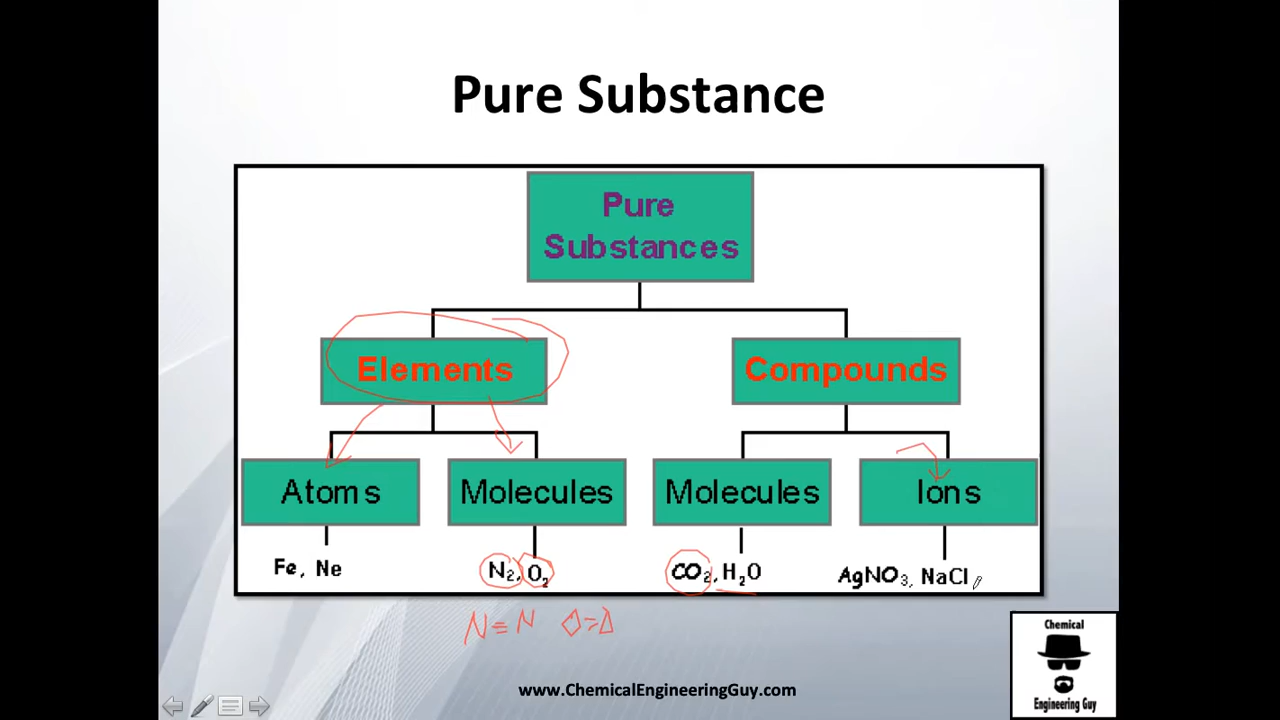 Pure Substance
Pure
Substances
Elements Compounds
Atoms Molecules Molecules Ions
Fe, Ne N₂, O₂ CO₂, H₂O AgNO₃, NaCl
N≡N O=O
Chemical
Engineering Guy
www.ChemicalEngineeringGuy.com